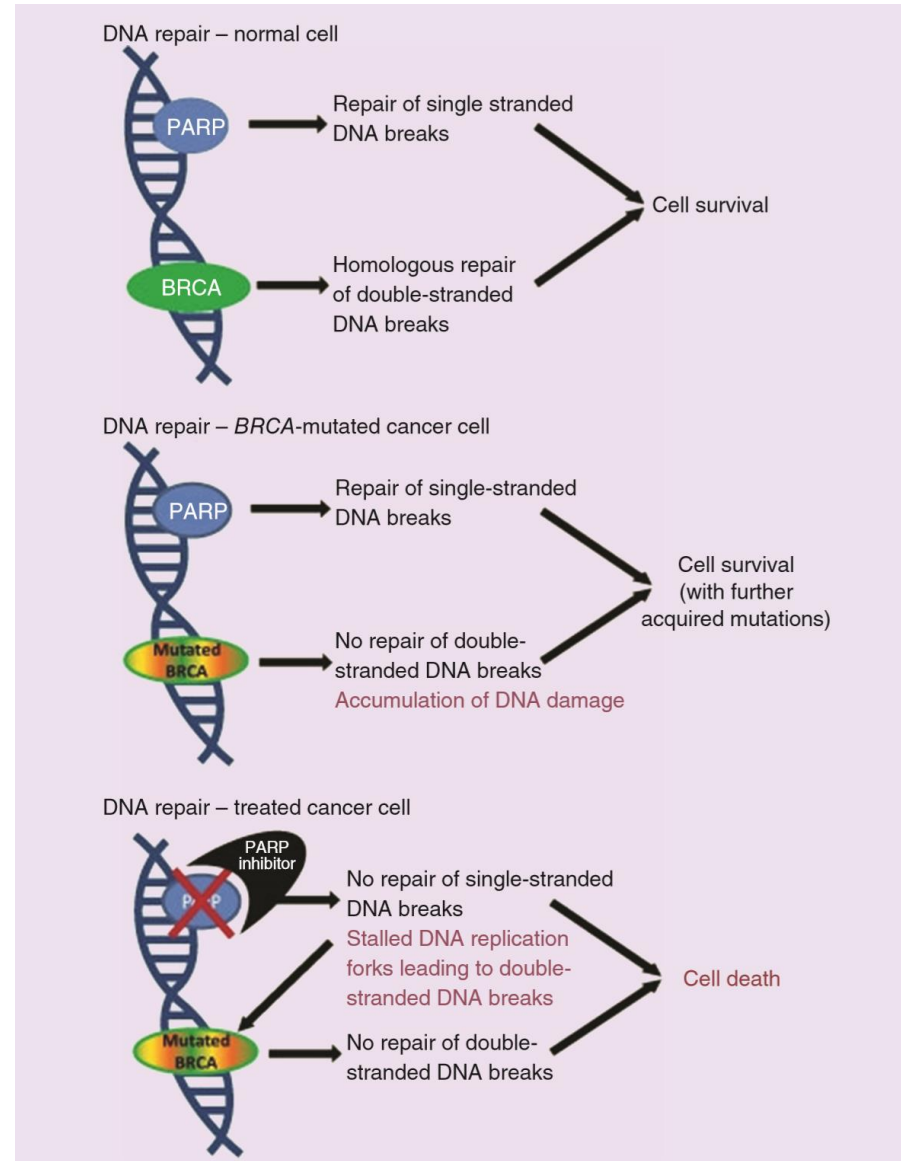 DNA repair – normal cell
PARP
Repair of single stranded
DNA breaks
Cell survival
BRCA
Homologous repair
of double-stranded
DNA breaks
DNA repair – BRCA-mutated cancer cell
PARP
Repair of single-stranded
DNA breaks
Cell survival
(with further
acquired mutations)
Mutated
BRCA
No repair of double-
stranded DNA breaks
Accumulation of DNA damage
DNA repair – treated cancer cell
PARP
inhibitor
PARP
No repair of single-stranded
DNA breaks
Stalled DNA replication
forks leading to double-
stranded DNA breaks
Cell death
Mutated
BRCA
No repair of double-
stranded DNA breaks